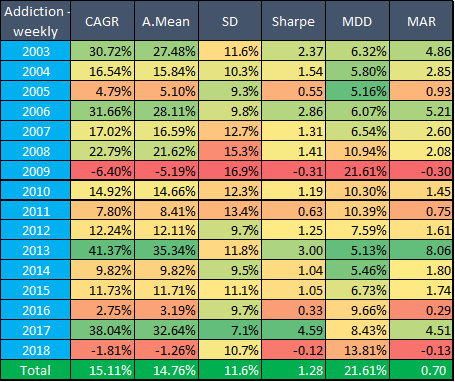 Addiction - weekly CAGR A.Mean SD Sharpe MDD MAR
2003 30.72% 27.48% 11.6% 2.37 6.32% 4.86
2004 16.54% 15.84% 10.3% 1.54 5.80% 2.85
2005 4.79% 5.10% 9.3% 0.55 5.16% 0.93
2006 31.66% 28.11% 9.8% 2.86 6.07% 5.21
2007 17.02% 16.59% 12.7% 1.31 6.54% 2.60
2008 22.79% 21.62% 15.3% 1.41 10.94% 2.08
2009 -6.40% -5.19% 16.9% -0.31 21.61% -0.30
2010 14.92% 14.66% 12.3% 1.19 10.30% 1.45
2011 7.80% 8.41% 13.4% 0.63 10.39% 0.75
2012 12.24% 12.11% 9.7% 1.25 7.59% 1.61
2013 41.37% 35.34% 11.8% 3.00 5.13% 8.06
2014 9.82% 9.82% 9.5% 1.04 5.46% 1.80
2015 11.73% 11.71% 11.1% 1.05 6.73% 1.74
2016 2.75% 3.19% 9.7% 0.33 9.66% 0.29
2017 38.04% 32.64% 7.1% 4.59 8.43% 4.51
2018 -1.81% -1.26% 10.7% -0.12 13.81% -0.13
Total 15.11% 14.76% 11.6% 1.28 21.61% 0.70